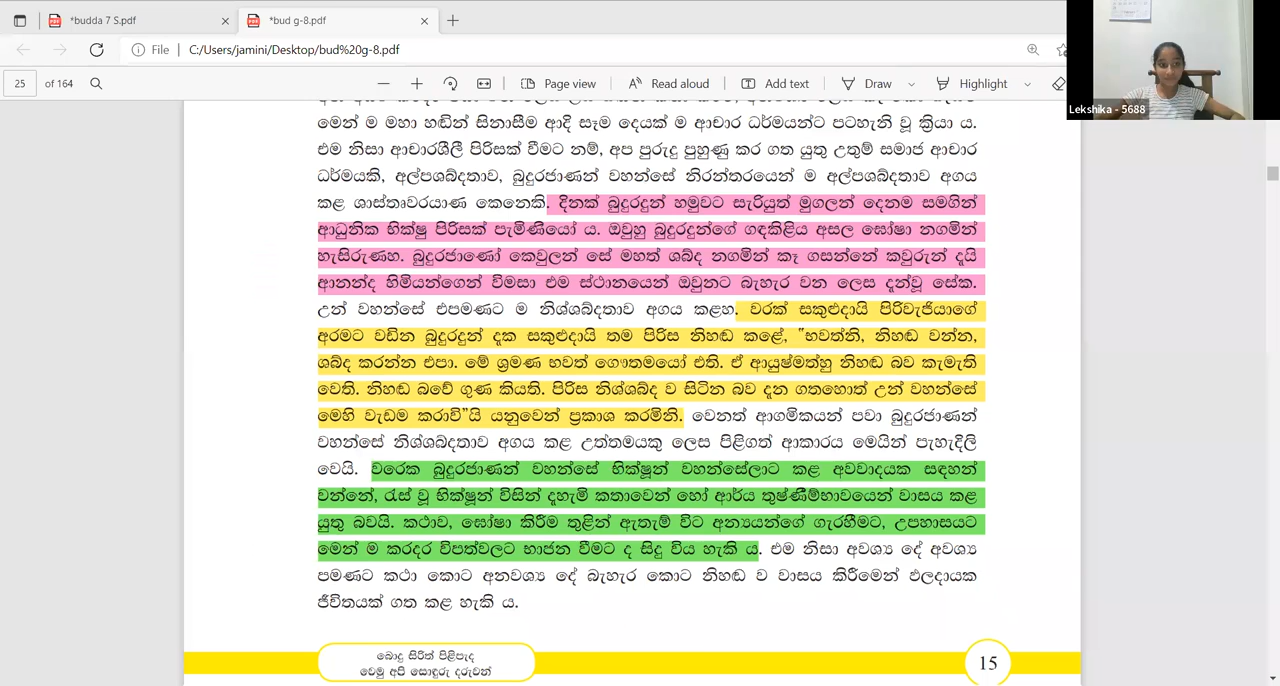 *budda 7 S.pdf
*bud g-8.pdf
File C:/Users/jamini/Desktop/bud%20g-8.pdf
25 of 164 Page view Read aloud Add text Draw Highlight
Lekshika - 5688
මෙන් ම මහා හඬින් සිනාසීම ආදි සෑම දෙයක් ම ආචාර ධර්මයන්ට පටහැනි වූ ක්‍රියා ය.
එම නිසා ආචාරශීලී පිරිසක් වීමට නම්, අප පුරුදු පුහුණු කර ගත යුතු උතුම් සමාජ ආචාර
ධර්මයකි, අල්පශබ්දතාව, බුදුරජාණන් වහන්සේ නිරන්තරයෙන් ම අල්පශබ්දතාව අගය
කළ ශාස්තෘවරයාණ කෙනෙකි. දිනක් බුදුරදුන් හමුවට සැරියුත් මුගලන් දෙනම සමගින්
ආධුනික භික්ෂු පිරිසක් පැමිණියෝ ය. ඔවුහු බුදුරදුන්ගේ ගඳකිළිය අසල ඝෝෂා නගමින්
හැසිරුණහ. බුදුරජාණෝ කෙවුලන් සේ මහත් ශබ්ද නගමින් කෑ ගසන්නේ කවුරුන් දැයි
ආනන්ද හිමියන්ගෙන් විමසා එම ස්ථානයෙන් ඔවුනට බැහැර වන ලෙස දැන්වූ සේක.
උන් වහන්සේ එපමණට ම නිශ්ශබ්දතාව අගය කළහ. වරක් සකුළුදායි පිරිවැජියාගේ
අරමට වඩින බුදුරදුන් දැක සකුළුදායි තම පිරිස නිහඬ කළේ, "භවත්නි, නිහඬ වන්න,
ශබ්ද කරන්න එපා. මේ ශ්‍රමණ භවත් ගෞතමයෝ එති. ඒ ආයුෂ්මත්හු නිහඬ බව කැමැති
වෙති. නිහඬ බවේ ගුණ කියති. පිරිස නිශ්ශබ්ද ව සිටින බව දැන ගතහොත් උන් වහන්සේ
මෙහි වැඩම කරාවි"යි යනුවෙන් ප්‍රකාශ කරමිනි. වෙනත් ආගමිකයන් පවා බුදුරජාණන්
වහන්සේ නිශ්ශබ්දතාව අගය කළ උත්තමයකු ලෙස පිළිගත් ආකාරය මෙයින් පැහැදිලි
වෙයි. වරෙක බුදුරජාණන් වහන්සේ භික්ෂූන් වහන්සේලාට කළ අවවාදයක සඳහන්
වන්නේ, රැස් වූ භික්ෂූන් විසින් දැහැමි කතාවෙන් හෝ ආර්ය තුෂ්ණීම්භාවයෙන් වාසය කළ
යුතු බවයි. කථාව, ඝෝෂා කිරීම තුළින් ඇතැම් විට අන්‍යයන්ගේ ගැරහීමට, උපහාසයට
මෙන් ම කරදර විපත්වලට භාජන වීමට ද සිදු විය හැකි ය. එම නිසා අවශ්‍ය දේ අවශ්‍ය
පමණට කථා කොට අනවශ්‍ය දේ බැහැර කොට නිහඬ ව වාසය කිරීමෙන් ඵලදායක
ජීවිතයක් ගත කළ හැකි ය.
බොදු සිරිත් පිළිපැද
වෙමු අපි සොඳුරු දරුවන්
15